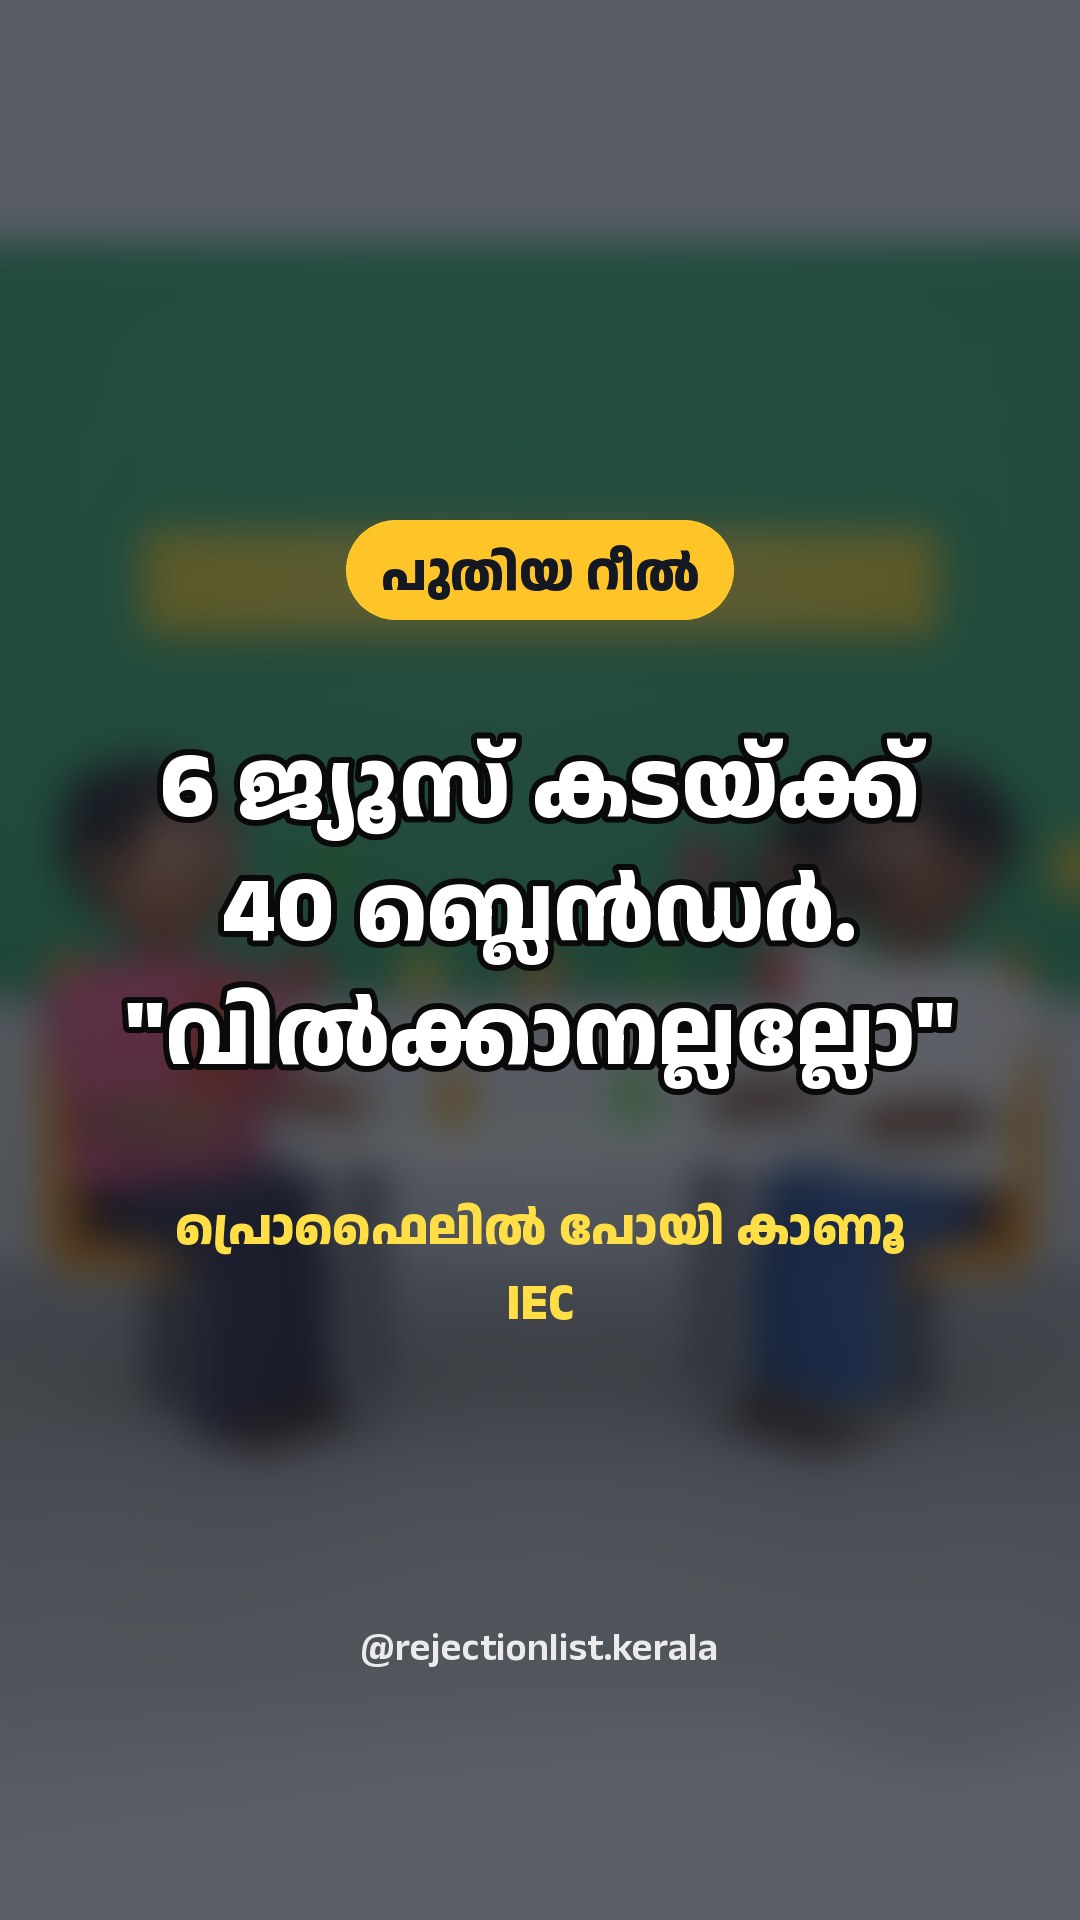 പുതിയ റീൽ
6 ജ്യൂസ് കടയ്ക്ക്
40 ബ്ലെൻഡർ.
"വിൽക്കാനല്ലല്ലോ"
പ്രൊഫൈലിൽ പോയി കാണൂ
IEC
@rejectionlist.kerala